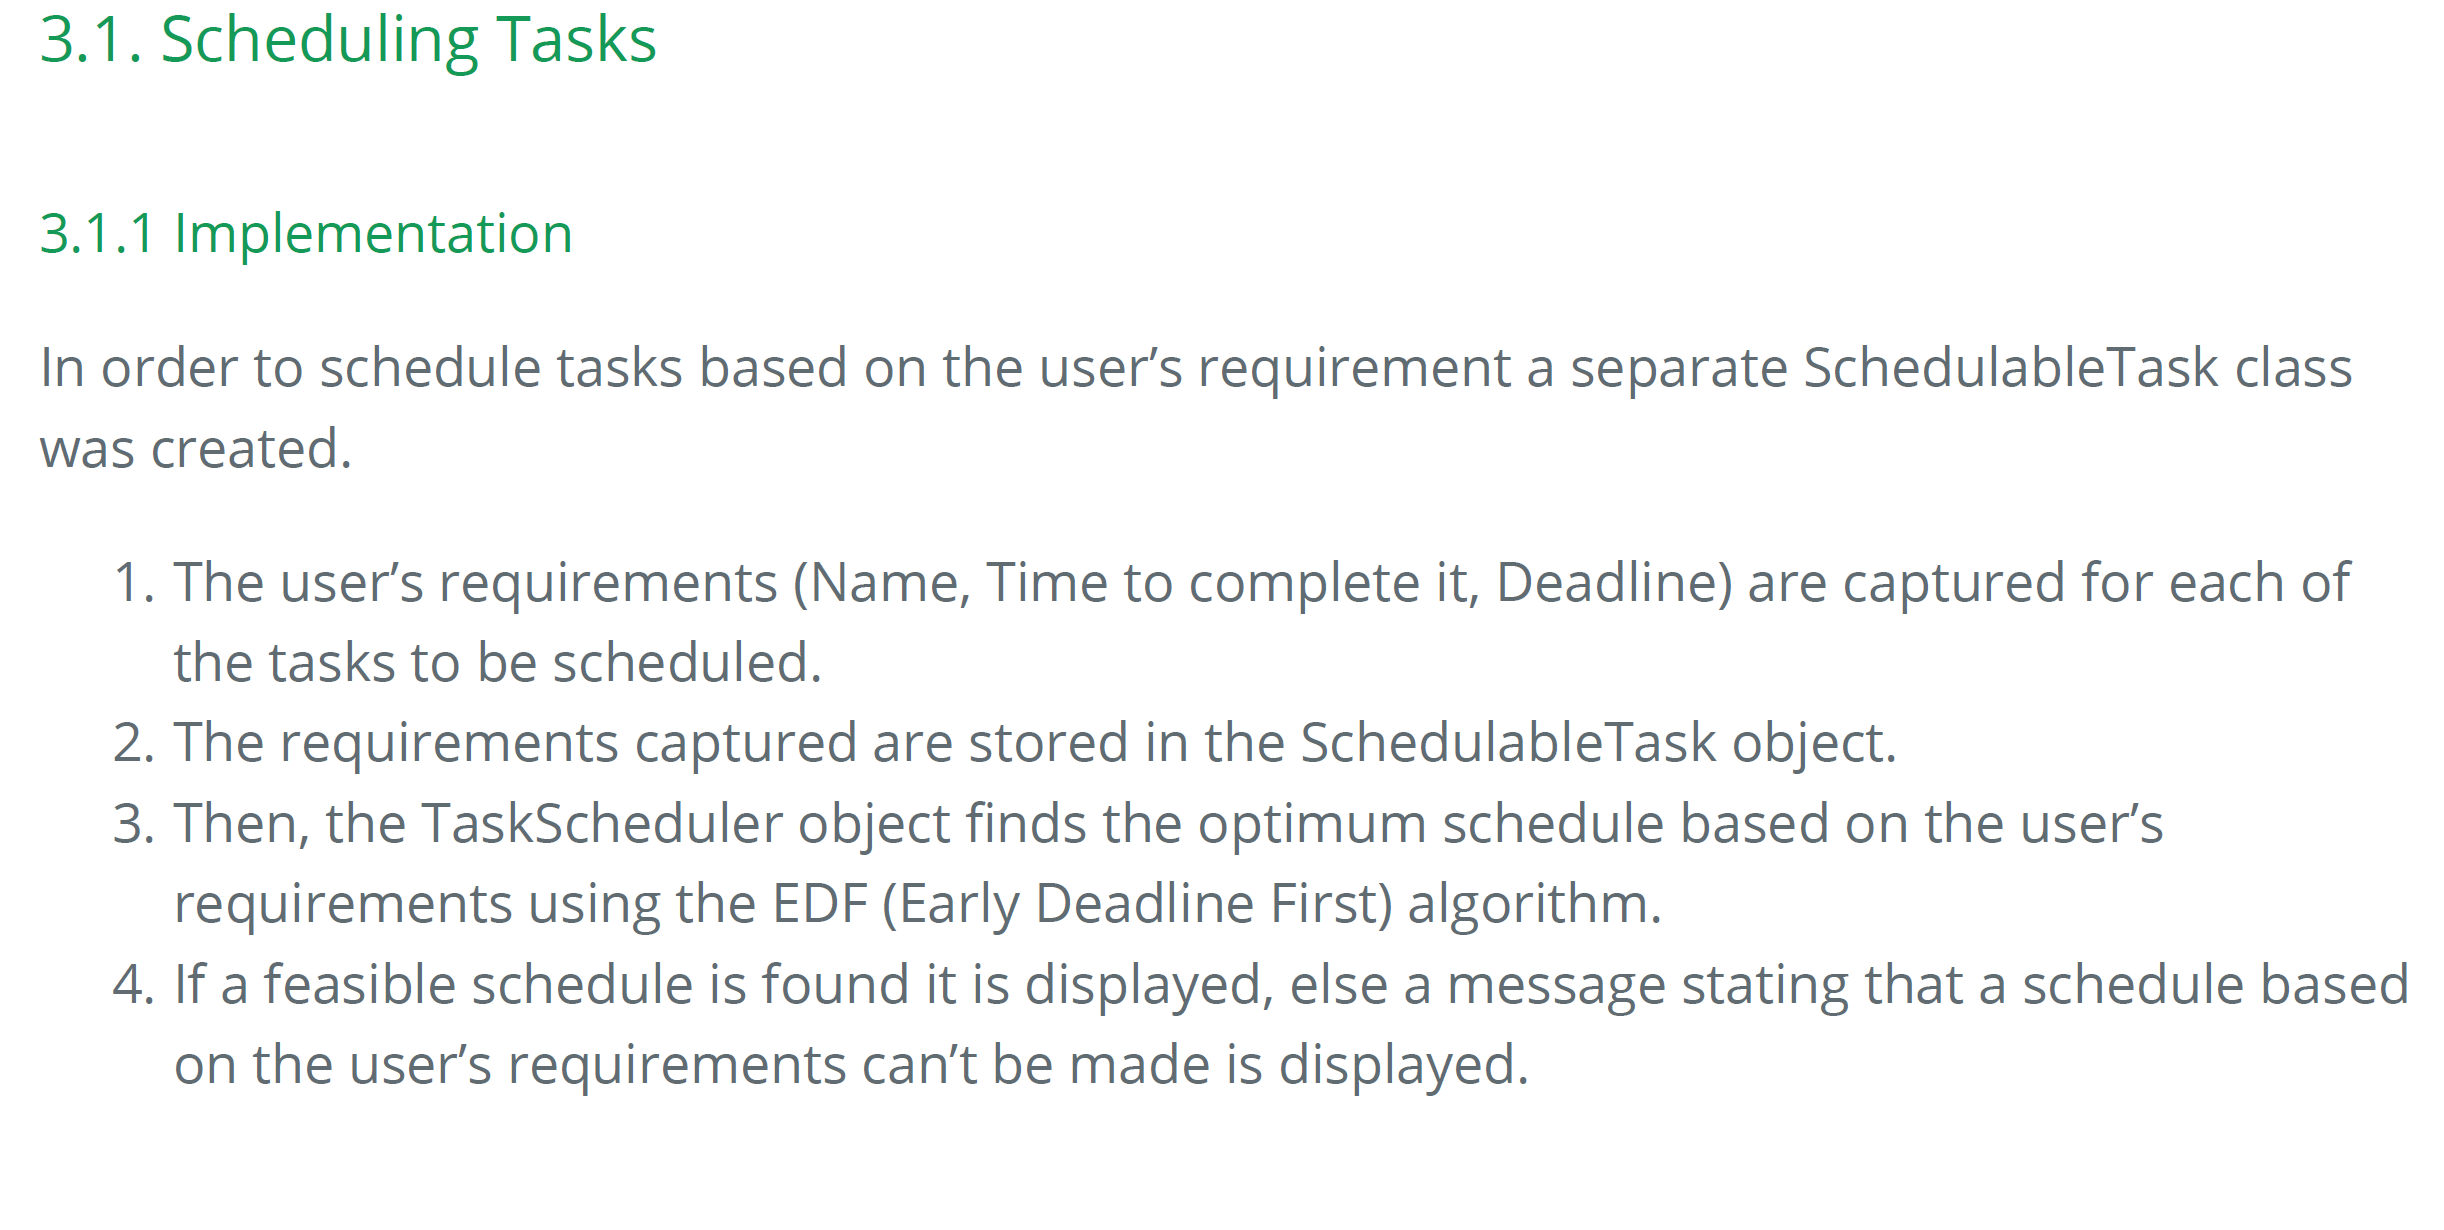 3.1. Scheduling Tasks
3.1.1 Implementation
In order to schedule tasks based on the user’s requirement a separate SchedulableTask class
was created.
1. The user’s requirements (Name, Time to complete it, Deadline) are captured for each of
the tasks to be scheduled.
2. The requirements captured are stored in the SchedulableTask object.
3. Then, the TaskScheduler object finds the optimum schedule based on the user’s
requirements using the EDF (Early Deadline First) algorithm.
4. If a feasible schedule is found it is displayed, else a message stating that a schedule based
on the user’s requirements can’t be made is displayed.